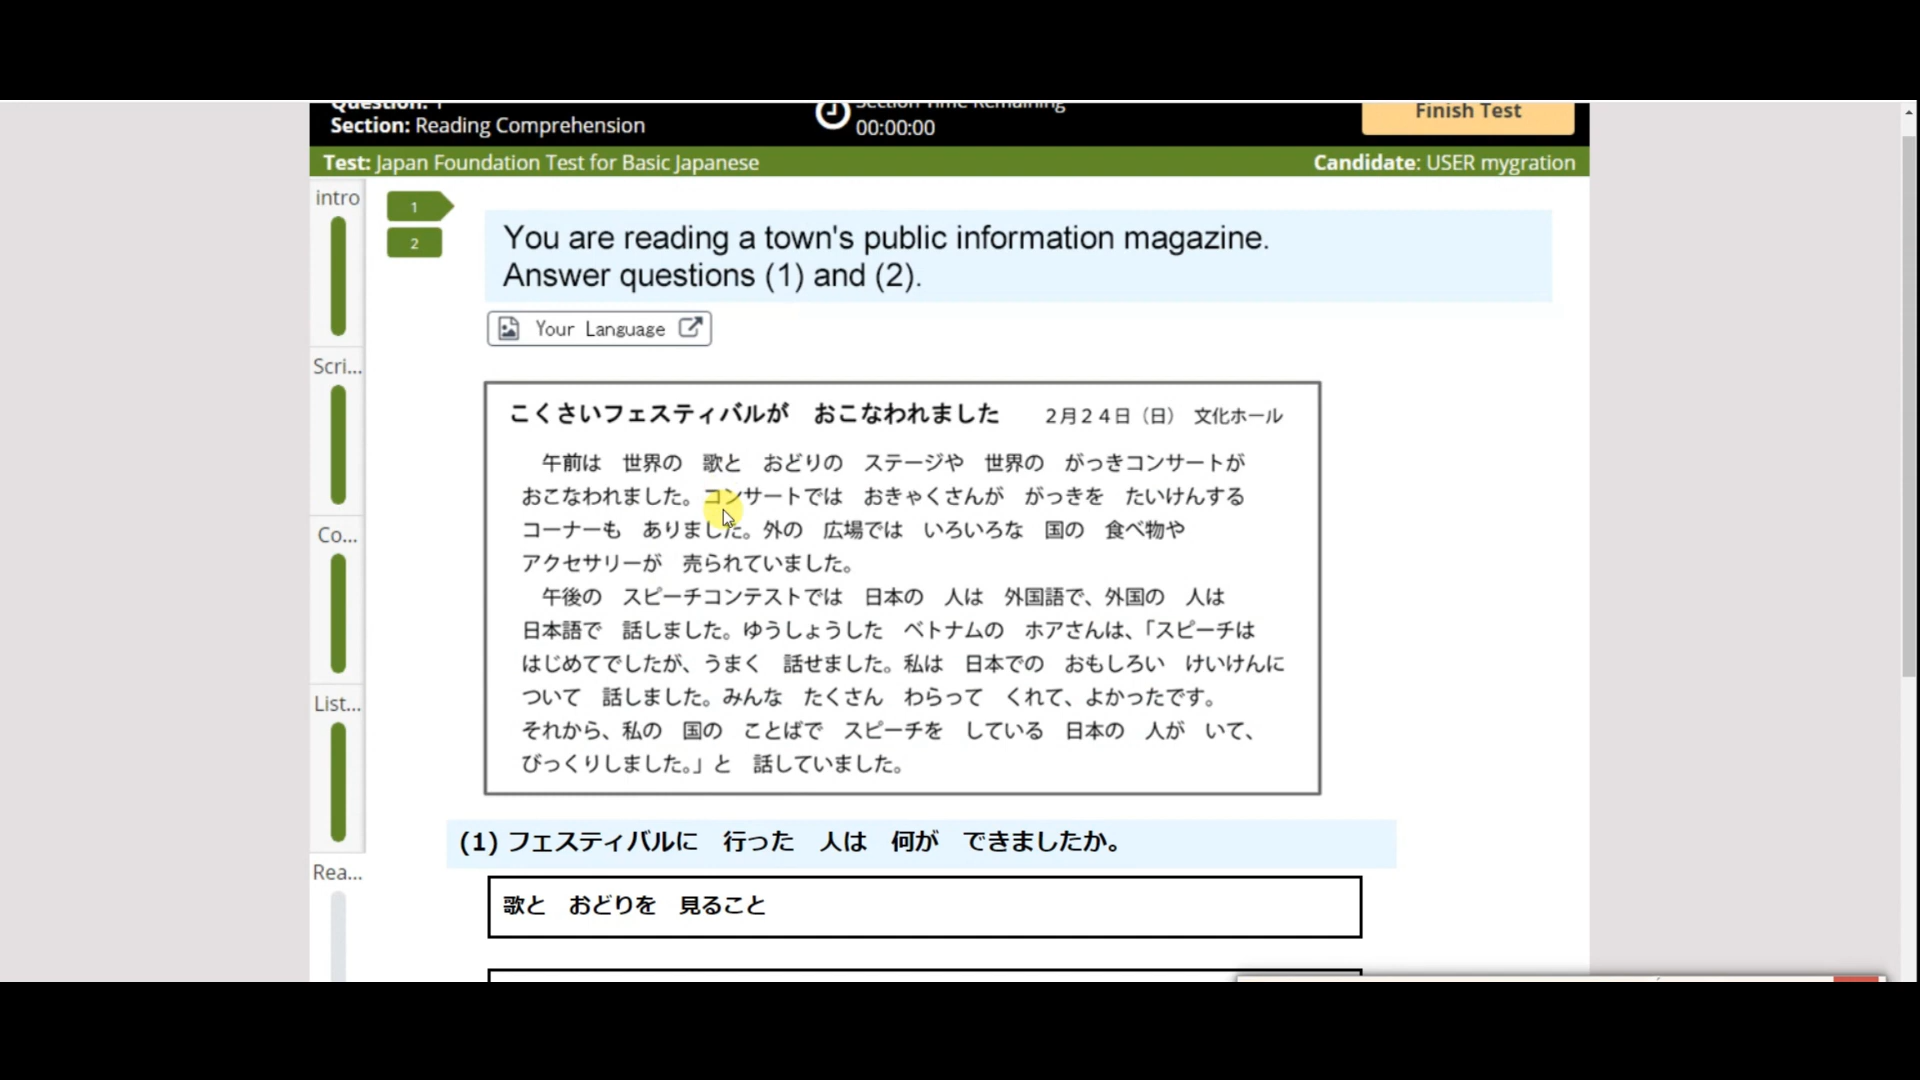 Question: 1
Section: Reading Comprehension
Section Time Remaining
00:00:00
Finish Test
Test: Japan Foundation Test for Basic Japanese
Candidate: USER mygration
intro
Scri...
Co...
List...
Rea...
1
2
You are reading a town's public information magazine.
Answer questions (1) and (2).
Your Language
こくさいフェスティバルが　おこなわれました　2月24日（日）　文化ホール
午前は　世界の　歌と　おどりの　ステージや　世界の　がっきコンサートが
おこなわれました。コンサートでは　おきゃくさんが　がっきを　たいけんする
コーナーも　ありました。外の　広場では　いろいろな　国の　食べ物や
アクセサリーが　売られていました。
午後の　スピーチコンテストでは　日本の　人は　外国語で、外国の　人は
日本語で　話しました。ゆうしょうした　ベトナムの　ホアさんは、「スピーチは
はじめてでしたが、うまく　話せました。私は　日本での　おもしろい　けいけんに
ついて　話しました。みんな　たくさん　わらって　くれて、よかったです。
それから、私の　国の　ことばで　スピーチを　している　日本の　人が　いて、
びっくりしました。」と　話していました。
(1) フェスティバルに　行った　人は　何が　できましたか。
歌と　おどりを　見ること